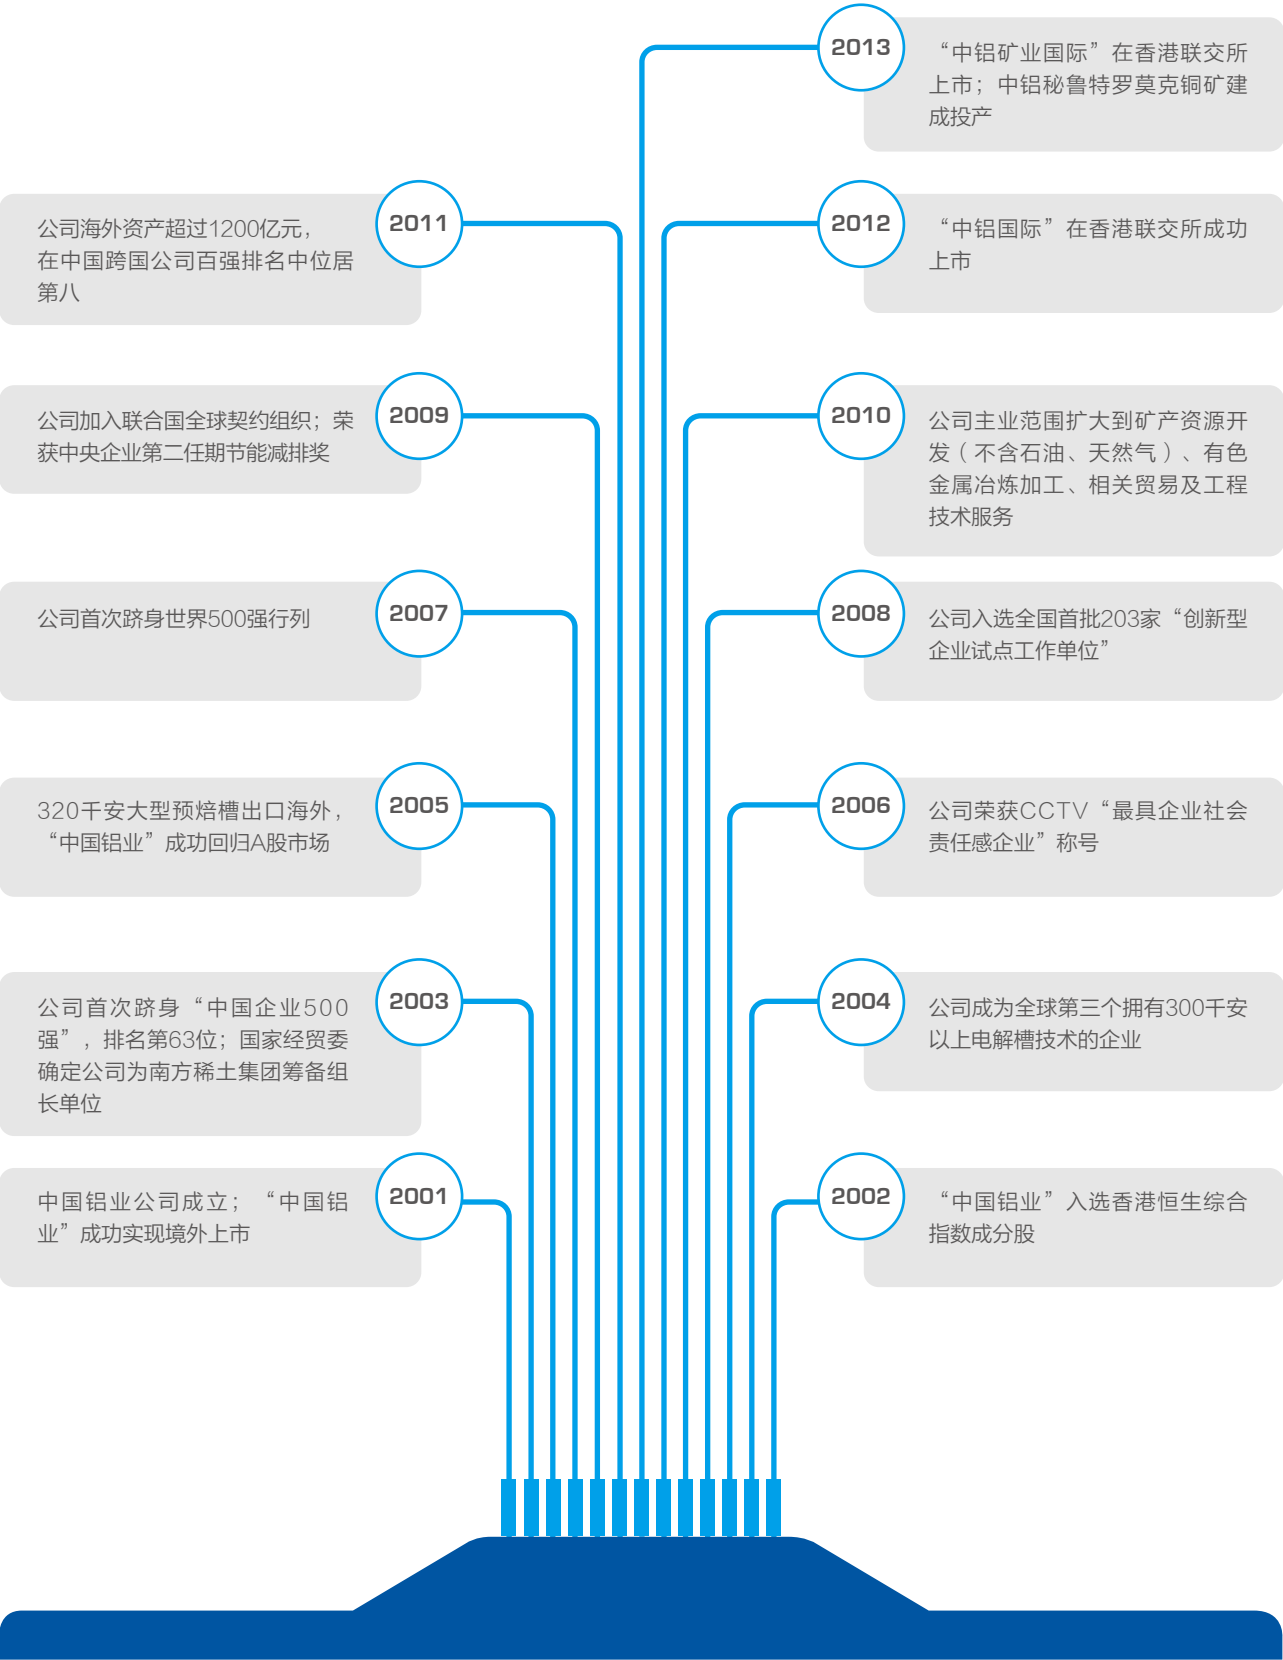 2013
“中铝矿业国际”在香港联交所
上市；中铝秘鲁特罗莫克铜矿建
成投产
2011
公司海外资产超过1200亿元，
在中国跨国公司百强排名中位居
第八
2012
“中铝国际”在香港联交所成功
上市
2009
公司加入联合国全球契约组织；荣
获中央企业第二任期节能减排奖
2010
公司主业范围扩大到矿产资源开
发（不含石油、天然气）、有色
金属冶炼加工、相关贸易及工程
技术服务
2007
公司首次跻身世界500强行列
2008
公司入选全国首批203家“创新型
企业试点工作单位”
2005
320千安大型预焙槽出口海外，
“中国铝业”成功回归A股市场
2006
公司荣获CCTV“最具企业社会
责任感企业”称号
2003
公司首次跻身“中国企业500
强”，排名第63位；国家经贸委
确定公司为南方稀土集团筹备组
长单位
2004
公司成为全球第三个拥有300千安
以上电解槽技术的企业
2001
中国铝业公司成立；“中国铝
业”成功实现境外上市
2002
“中国铝业”入选香港恒生综合
指数成分股